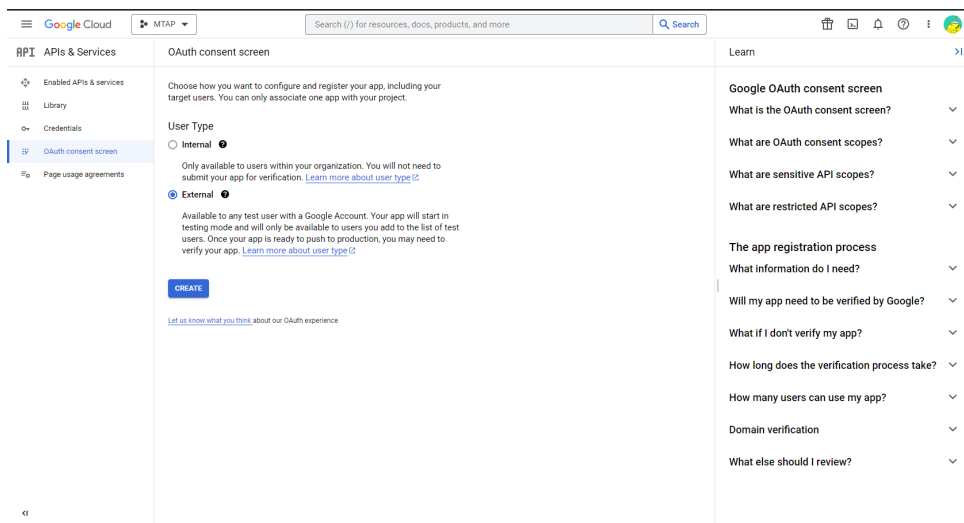 Google Cloud
MTAP
Search (/) for resources, docs, products, and more
Search
API APIs & Services
Enabled APIs & services
Library
Credentials
OAuth consent screen
Page usage agreements
OAuth consent screen
Choose how you want to configure and register your app, including your
target users. You can only associate one app with your project.
User Type
Internal
Only available to users within your organization. You will not need to
submit your app for verification. Learn more about user type
External
Available to any test user with a Google Account. Your app will start in
testing mode and will only be available to users you add to the list of test
users. Once your app is ready to push to production, you may need to
verify your app. Learn more about user type
CREATE
Let us know what you think about our OAuth experience
Learn
Google OAuth consent screen
What is the OAuth consent screen?
What are OAuth consent scopes?
What are sensitive API scopes?
What are restricted API scopes?
The app registration process
What information do I need?
Will my app need to be verified by Google?
What if I don't verify my app?
How long does the verification process take?
How many users can use my app?
Domain verification
What else should I review?